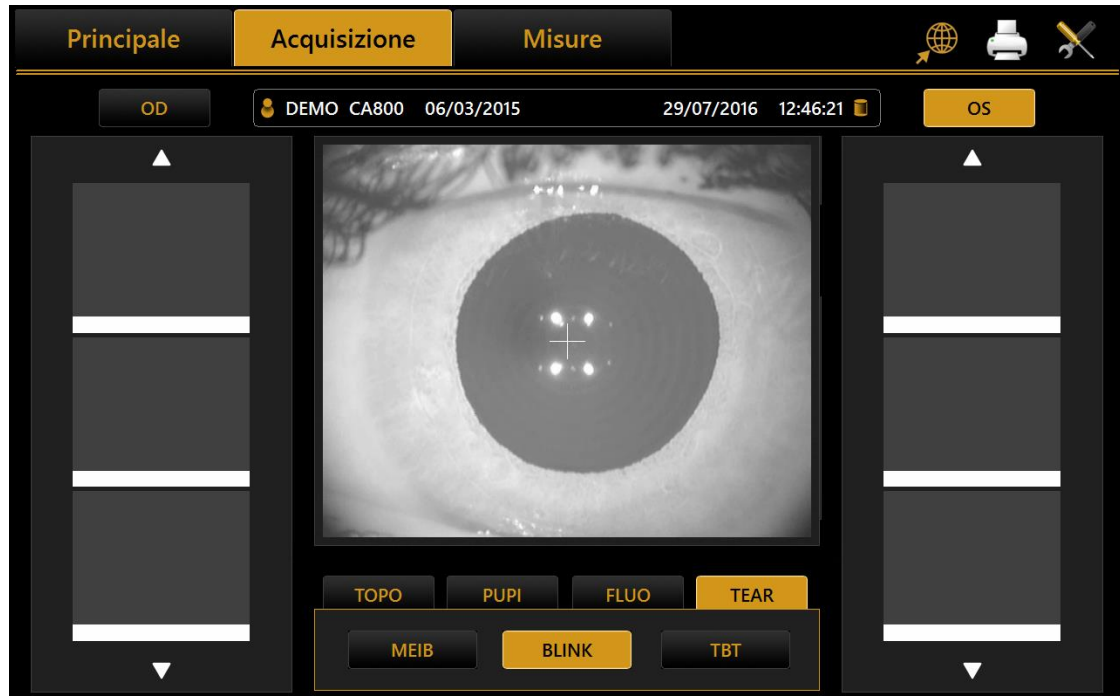 Principale Acquisizione Misure
OD DEMO CA800 06/03/2015 29/07/2016 12:46:21 OS
TOPO PUPI FLUO TEAR
MEIB BLINK TBT